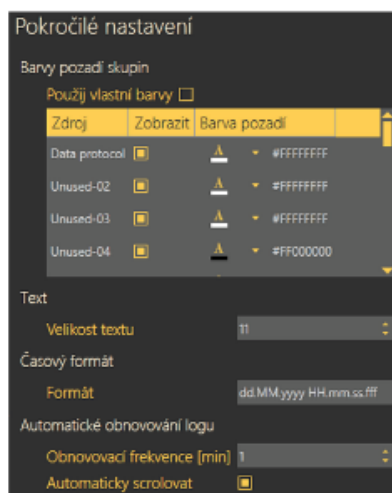 Pokročilé nastavení
Barvy pozadí skupin
Použij vlastní barvy
Zdroj Zobrazit Barva pozadí
Data protocol A #FFFFFFFF
Unused-02 A #FFFFFFFF
Unused-03 A #FFFFFFFF
Unused-04 A #FF000000
Text
Velikost textu 11
Časový formát
Formát dd.MM.yyyy HH.mm.ss.fff
Automatické obnovování logu
Obnovovací frekvence [min] 1
Automaticky scrolovat